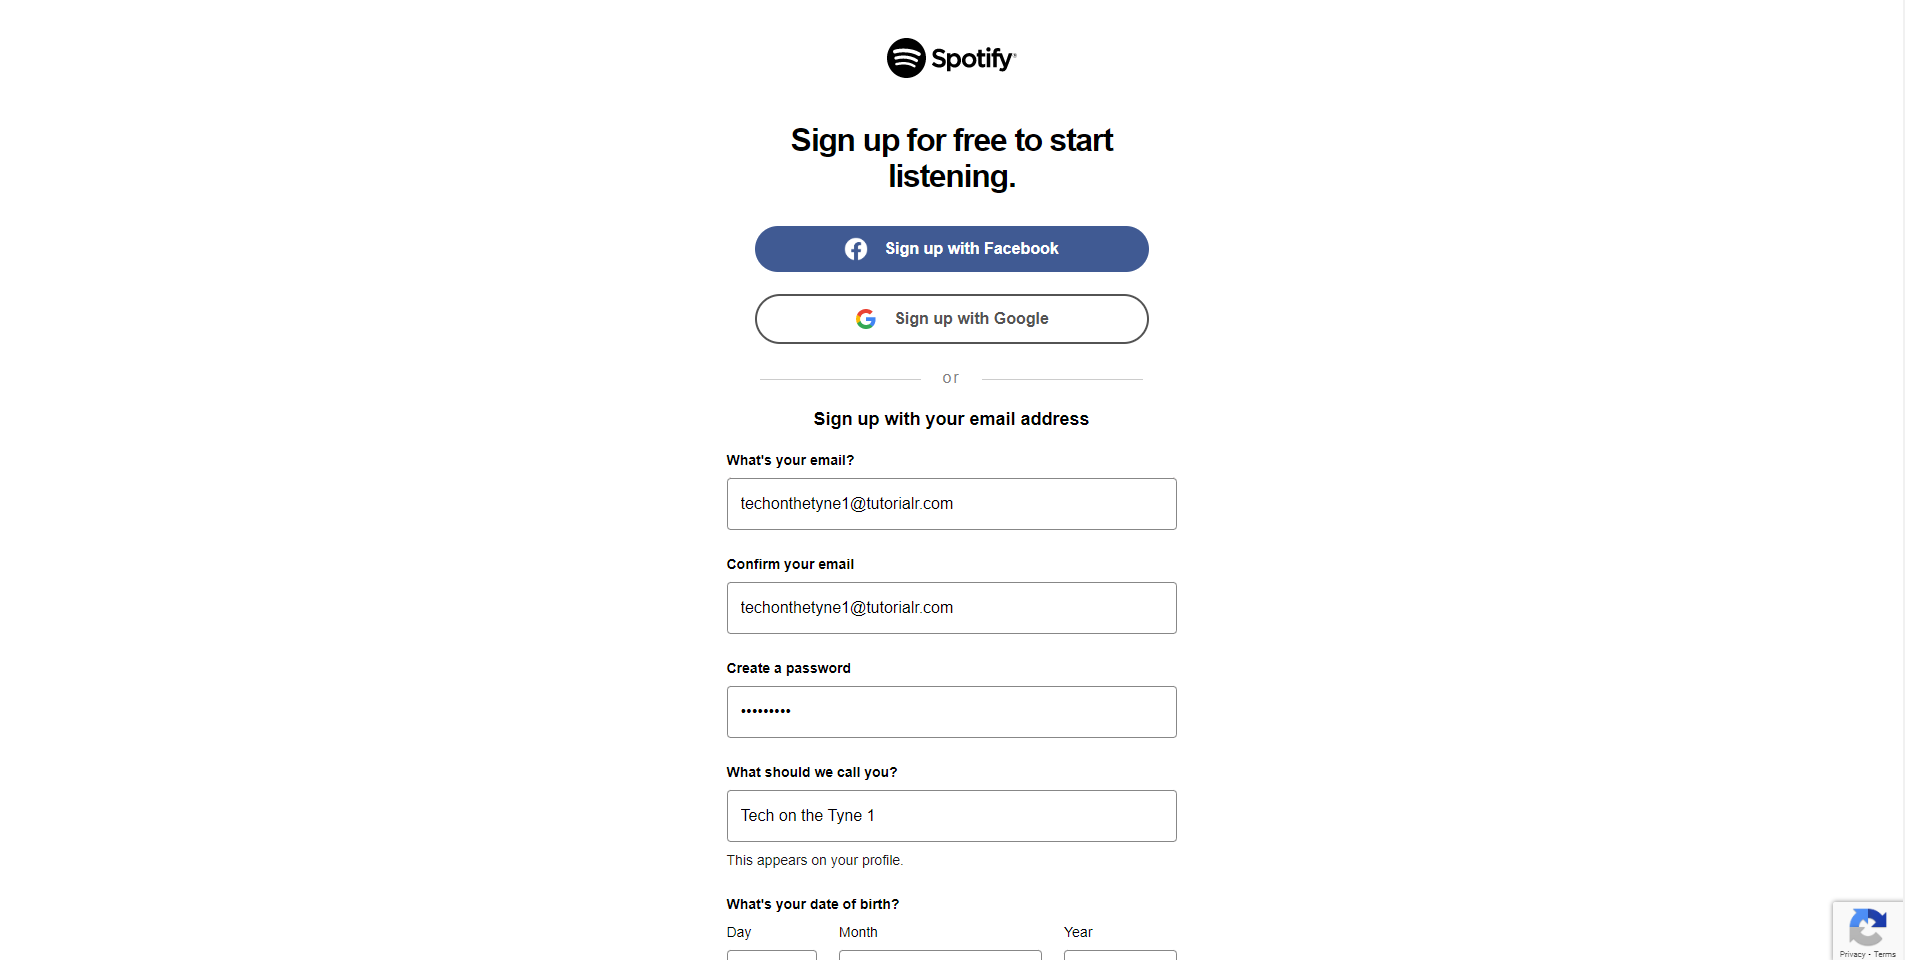 Spotify®
Sign up for free to start
listening.
Sign up with Facebook
Sign up with Google
or
Sign up with your email address
What's your email?
techonthetyne1@tutorialr.com
Confirm your email
techonthetyne1@tutorialr.com
Create a password
•••••••••
What should we call you?
Tech on the Tyne 1
This appears on your profile.
What's your date of birth?
Day Month Year
Privacy - Terms